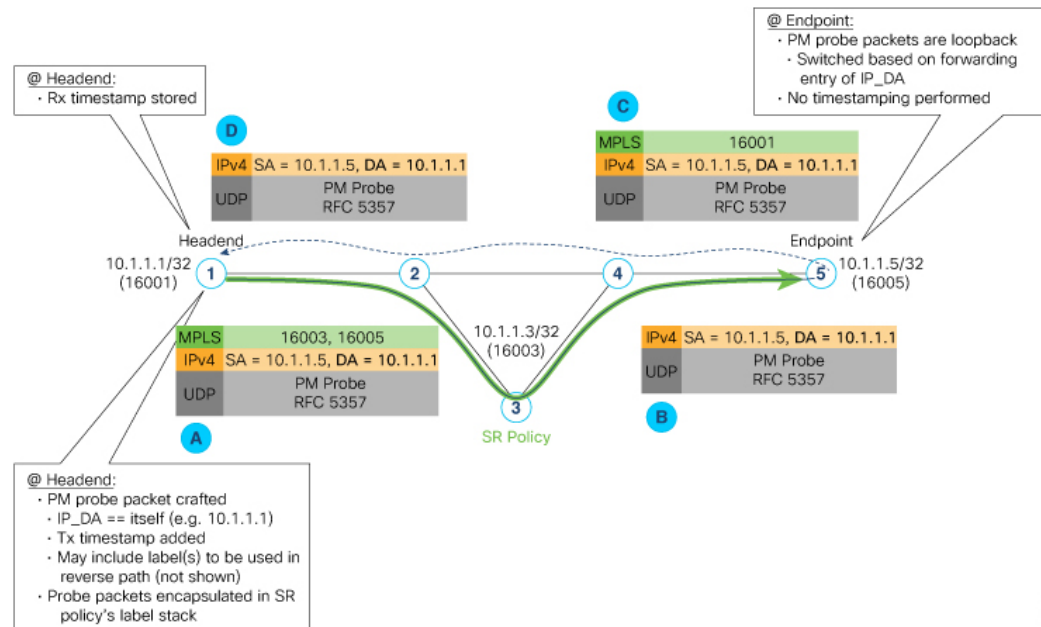 @ Endpoint:
· PM probe packets are loopback
· Switched based on forwarding
entry of IP_DA
· No timestamping performed
@ Headend:
· Rx timestamp stored
D
IPv4 SA = 10.1.1.5, DA = 10.1.1.1
UDP
PM Probe
RFC 5357
C
MPLS 16001
IPv4 SA = 10.1.1.5, DA = 10.1.1.1
UDP
PM Probe
RFC 5357
Headend
10.1.1.1/32
(16001)
1
2
4
5
Endpoint
10.1.1.5/32
(16005)
10.1.1.3/32
(16003)
3
SR Policy
MPLS 16003, 16005
IPv4 SA = 10.1.1.5, DA = 10.1.1.1
UDP
PM Probe
RFC 5357
A
IPv4 SA = 10.1.1.5, DA = 10.1.1.1
UDP
PM Probe
RFC 5357
B
@ Headend:
· PM probe packet crafted
· IP_DA == itself (e.g. 10.1.1.1)
· Tx timestamp added
· May include label(s) to be used in
reverse path (not shown)
· Probe packets encapsulated in SR
policy's label stack